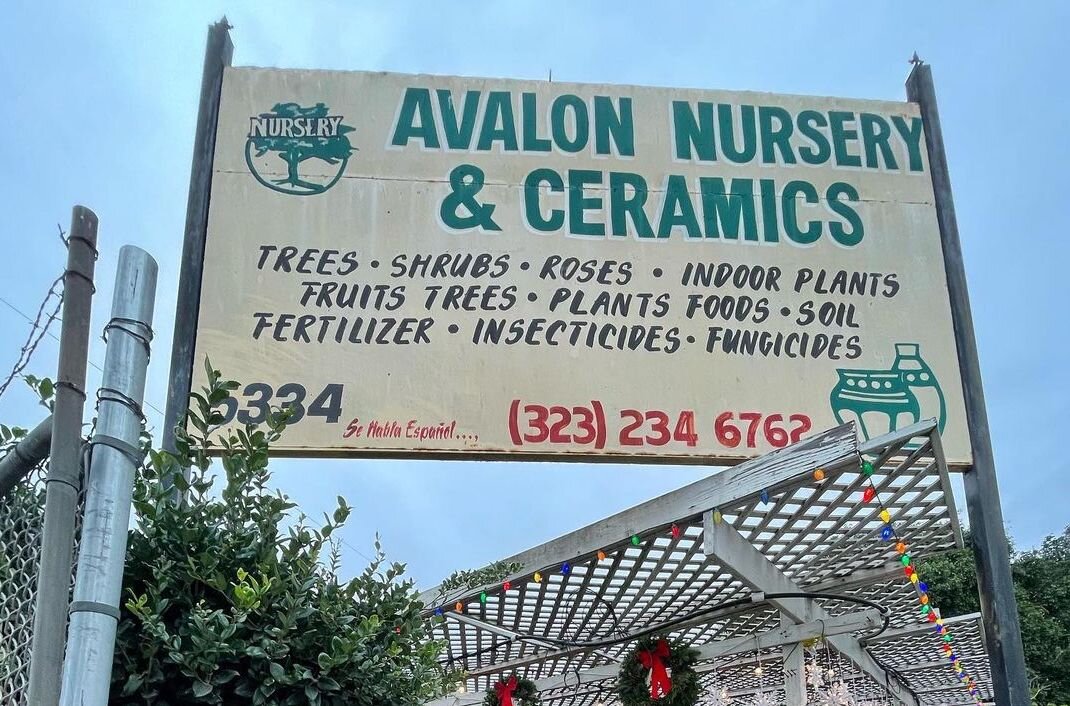 NURSERY
AVALON NURSERY
& CERAMICS
TREES • SHRUBS • ROSES • INDOOR PLANTS
FRUITS TREES • PLANTS FOODS • SOIL
FERTILIZER • INSECTICIDES • FUNGICIDES
5334
Se Habla Español....,
(323) 234 6762